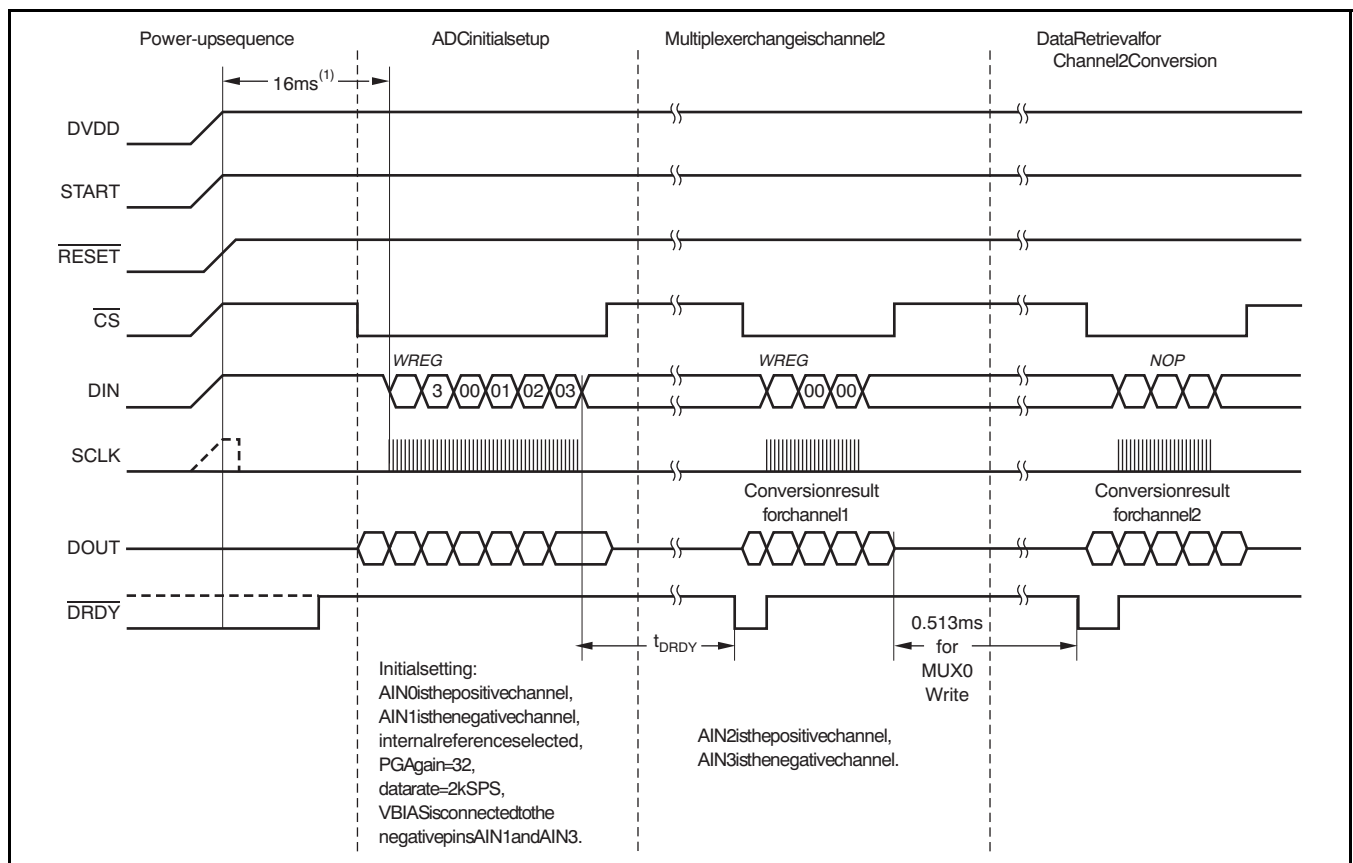 Power-upsequence
ADCinitialsetup
Multiplexerchangeischannel2
DataRetrievalfor
Channel2Conversion
16ms(1)
DVDD
START
RESET
CS
WREG
WREG
NOP
DIN
3
00
01
02
03
00
00
SCLK
Conversionresult
forchannel1
Conversionresult
forchannel2
DOUT
DRDY
tDRDY
0.513ms
for
MUX0
Write
Initialsetting:
AIN0isthepositivechannel,
AIN1isthenegativechannel,
internalreferenceselected,
PGAgain=32,
datarate=2kSPS,
VBIASisconnectedtothe
negativepinsAIN1andAIN3.
AIN2isthepositivechannel,
AIN3isthenegativechannel.